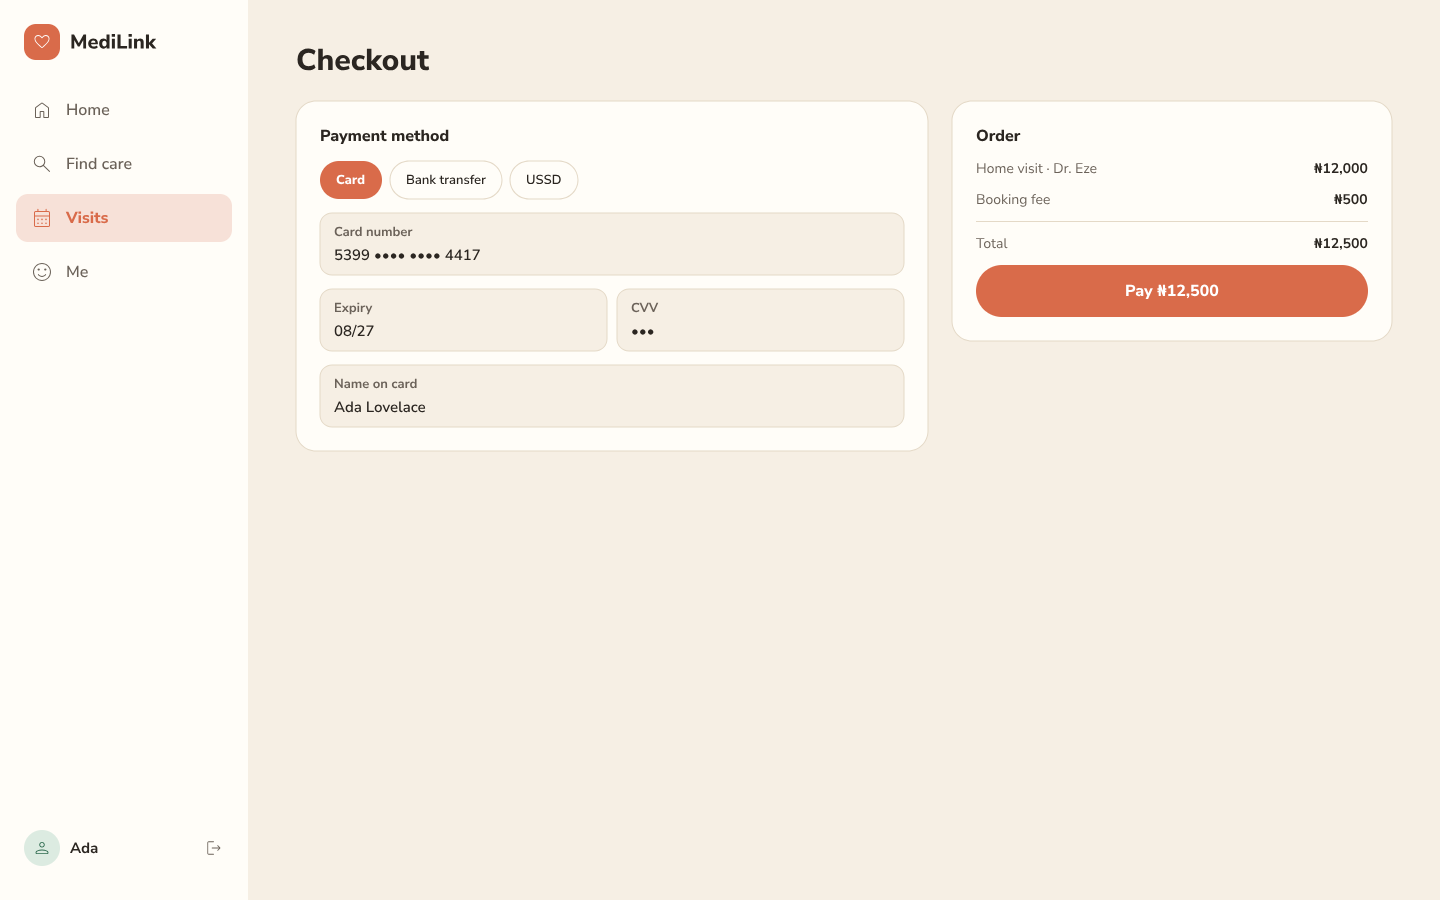 MediLink
Home
Find care
Visits
Me
Ada
Checkout
Payment method
Card
Bank transfer
USSD
Card number
5399 •••• •••• 4417
Expiry
08/27
CVV
•••
Name on card
Ada Lovelace
Order
Home visit · Dr. Eze ₦12,000
Booking fee ₦500
Total ₦12,500
Pay ₦12,500